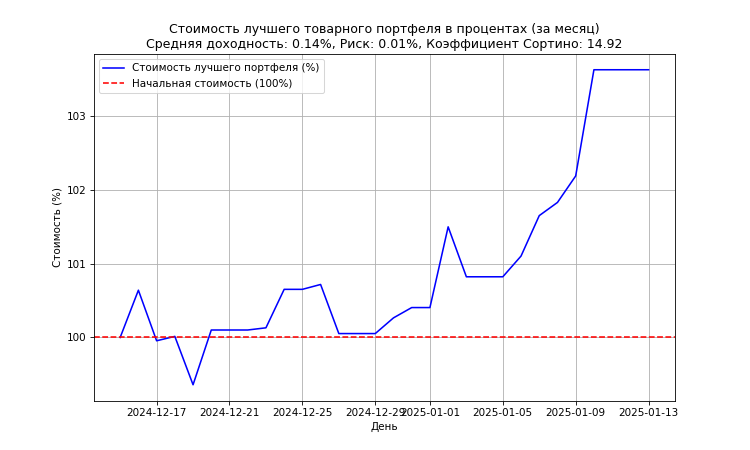 Стоимость лучшего товарного портфеля в процентах (за месяц)
Средняя доходность: 0.14%, Риск: 0.01%, Коэффициент Сортино: 14.92
Стоимость лучшего портфеля (%)
Начальная стоимость (100%)
Стоимость (%)
103
102
101
100
2024-12-17
2024-12-21
2024-12-25
2024-12-29
2025-01-01
2025-01-05
2025-01-09
2025-01-13
День